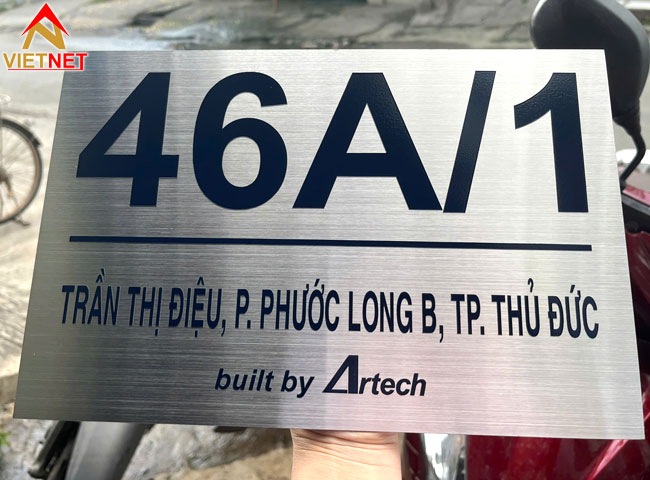 VIETNET
46A/1
TRẦN THỊ ĐIỆU, P. PHƯỚC LONG B, TP. THỦ ĐỨC
built by Artech